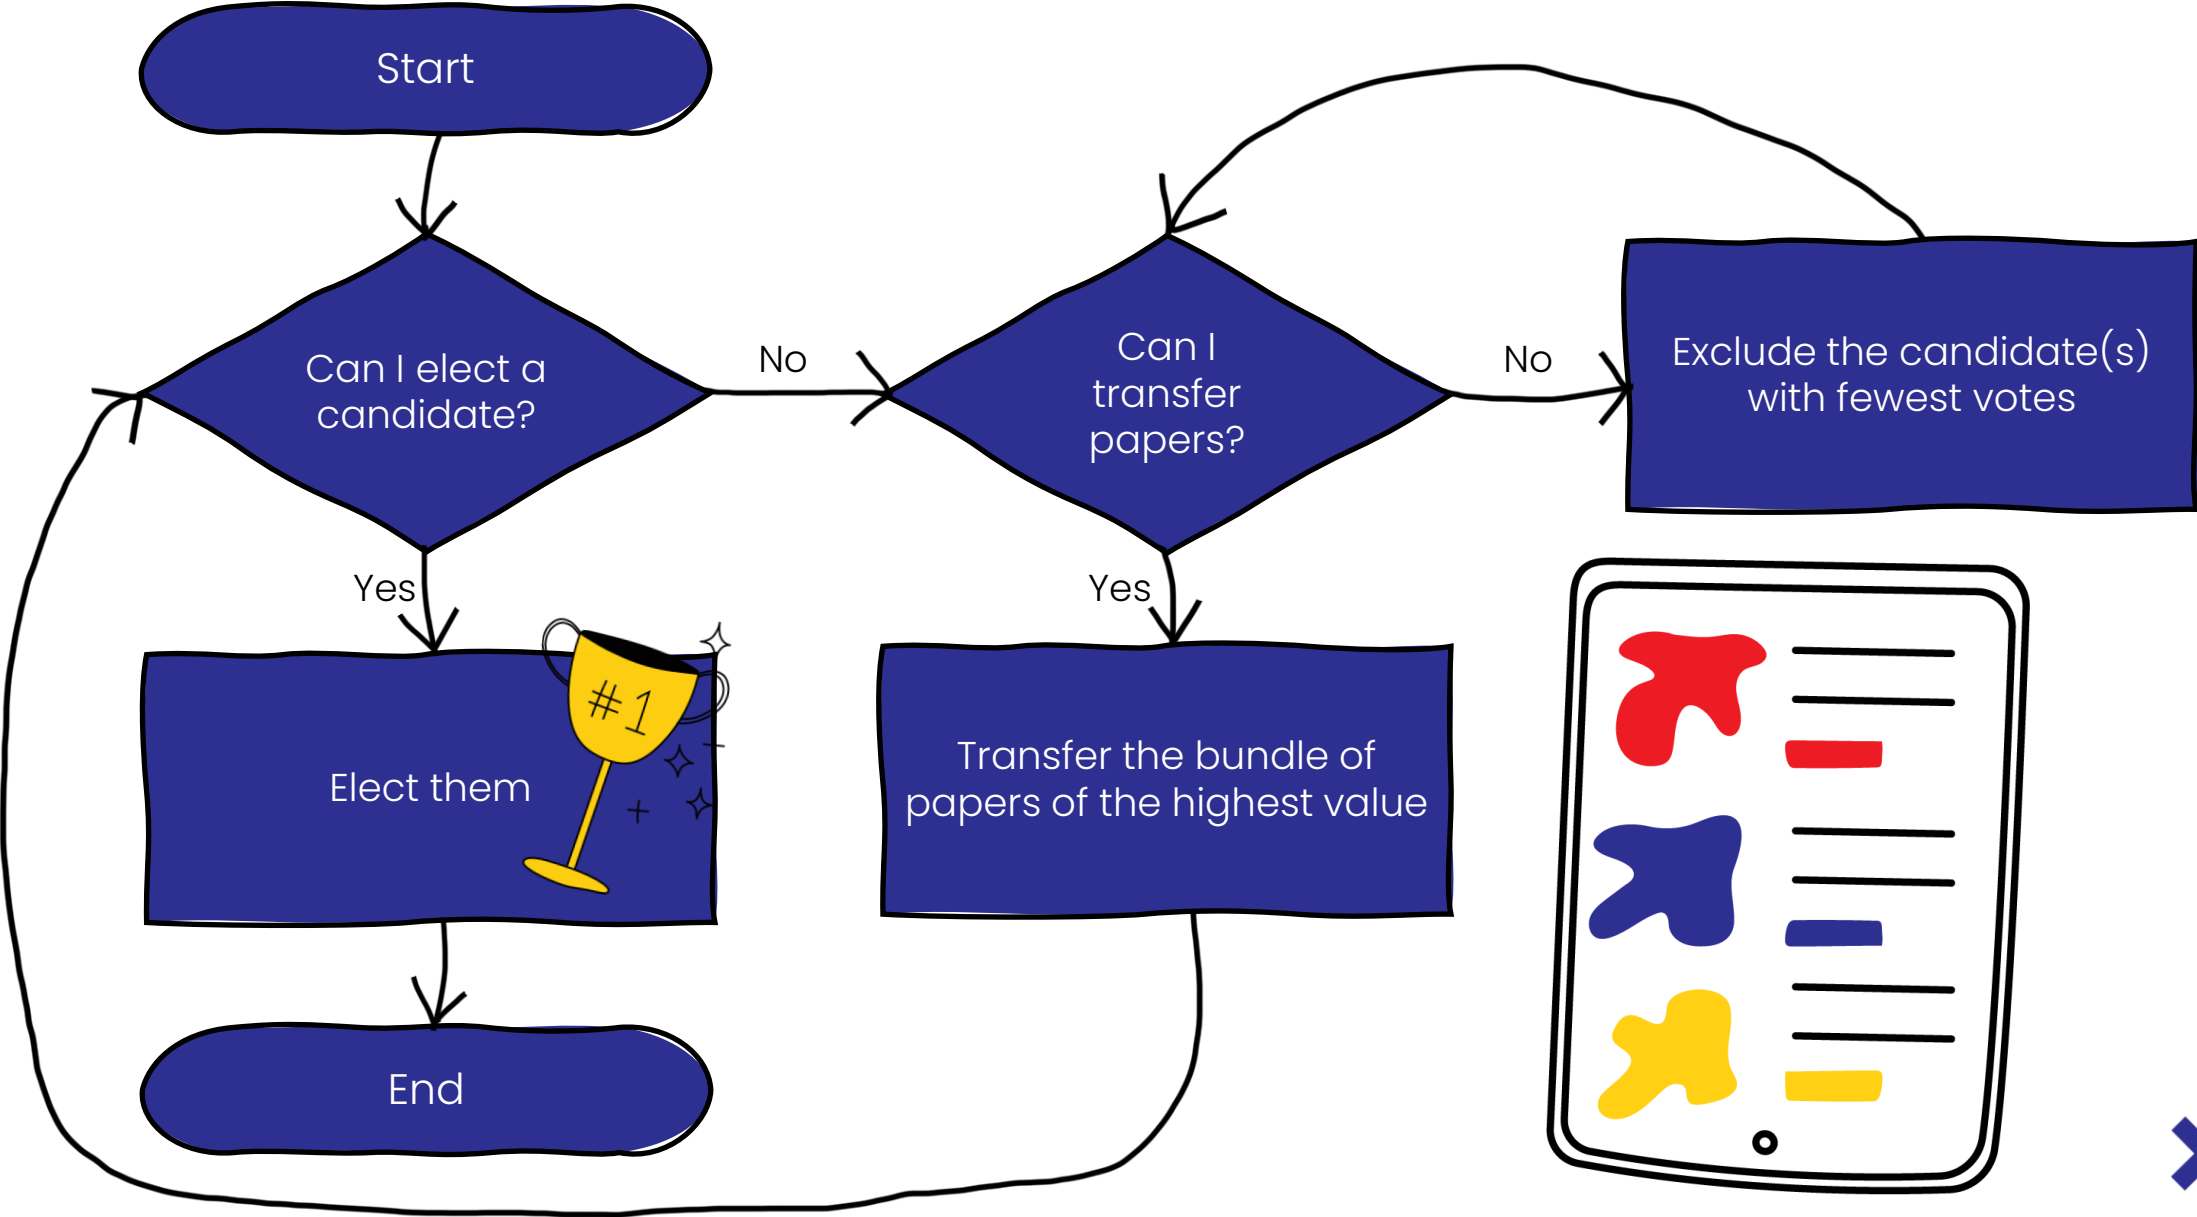 Start
Can I elect a
candidate?
No
Can I
transfer
papers?
No
Exclude the candidate(s)
with fewest votes
Yes
Yes
Elect them
#1
Transfer the bundle of
papers of the highest value
End